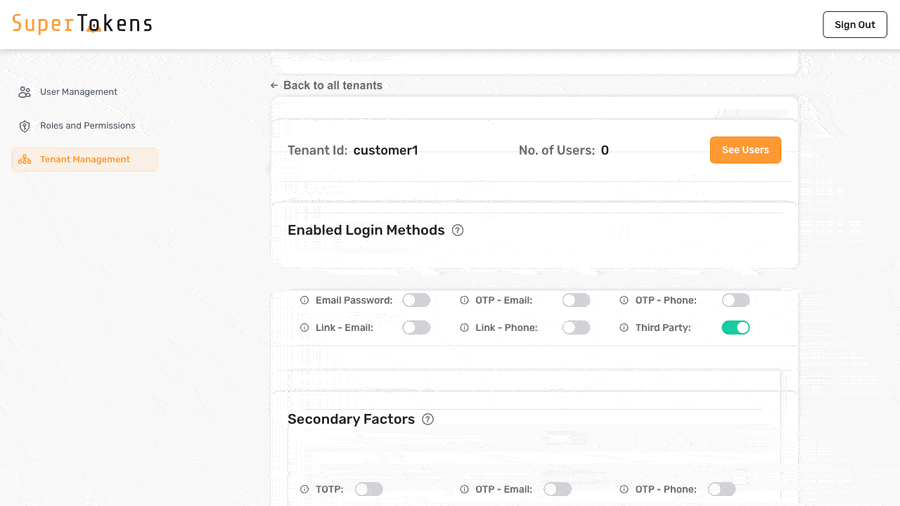 SuperTokens
Sign Out
User Management
Roles and Permissions
Tenant Management
← Back to all tenants
Tenant Id: customer1 No. of Users: 0 See Users
Enabled Login Methods
Email Password: OTP - Email: OTP - Phone:
Link - Email: Link - Phone: Third Party:
Secondary Factors
TOTP: OTP - Email: OTP - Phone: